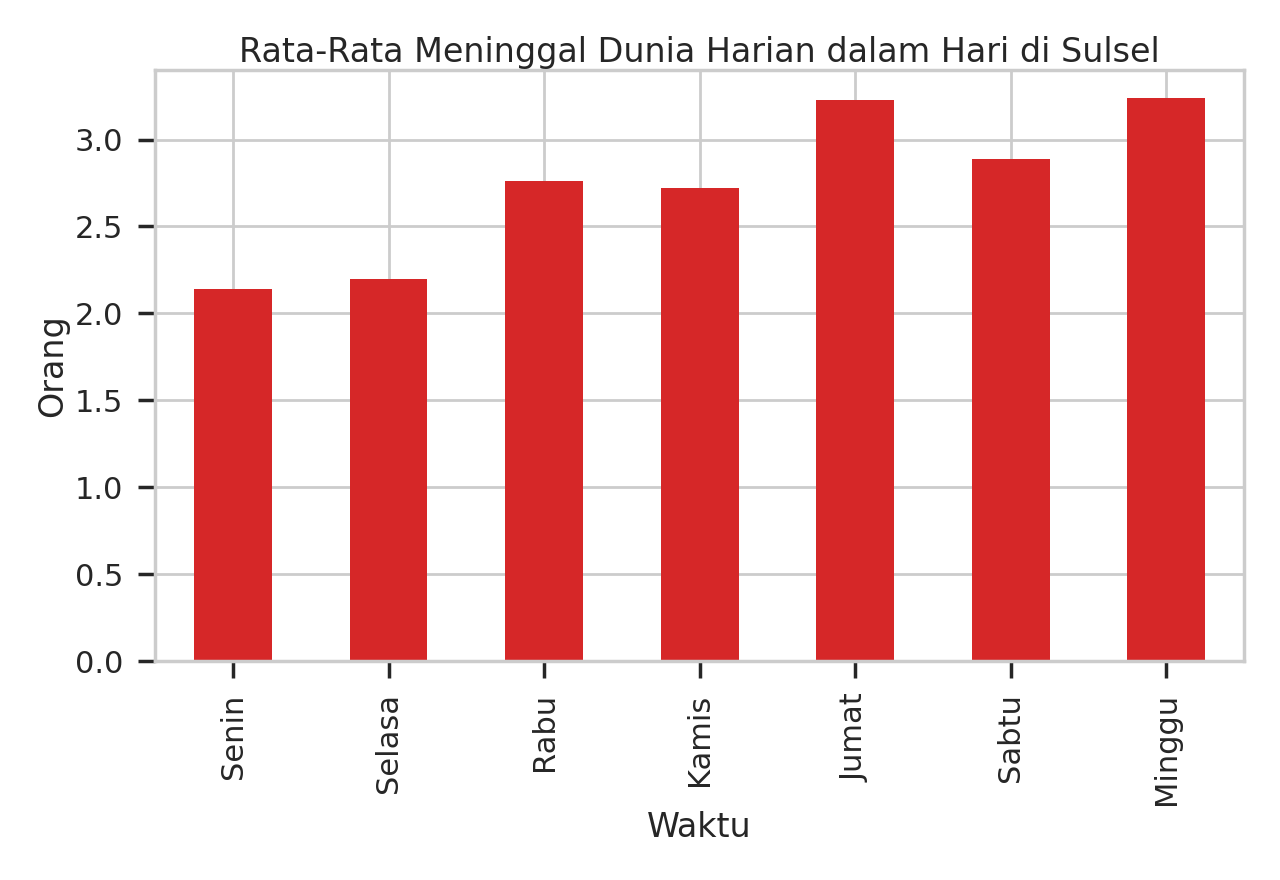 Rata-Rata Meninggal Dunia Harian dalam Hari di Sulsel
Orang
3.0
2.5
2.0
1.5
1.0
0.5
0.0
Senin
Selasa
Rabu
Kamis
Jumat
Sabtu
Minggu
Waktu